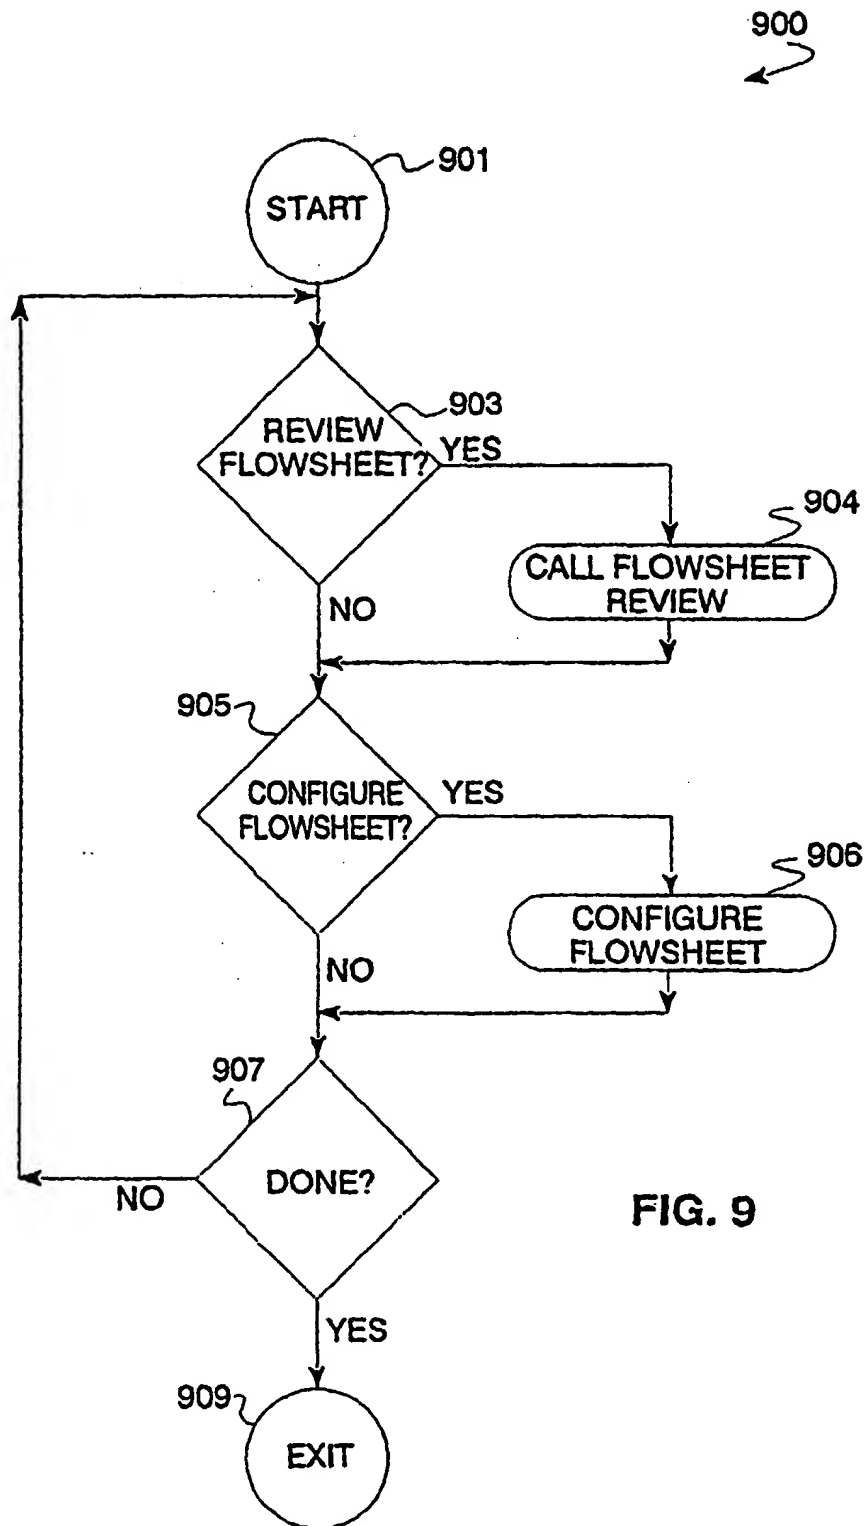 900
901
START
903
REVIEW
FLOWSHEET?
YES
904
CALL FLOWSHEET
REVIEW
NO
905
CONFIGURE
FLOWSHEET?
YES
906
CONFIGURE
FLOWSHEET
NO
907
DONE?
NO
FIG. 9
YES
909
EXIT